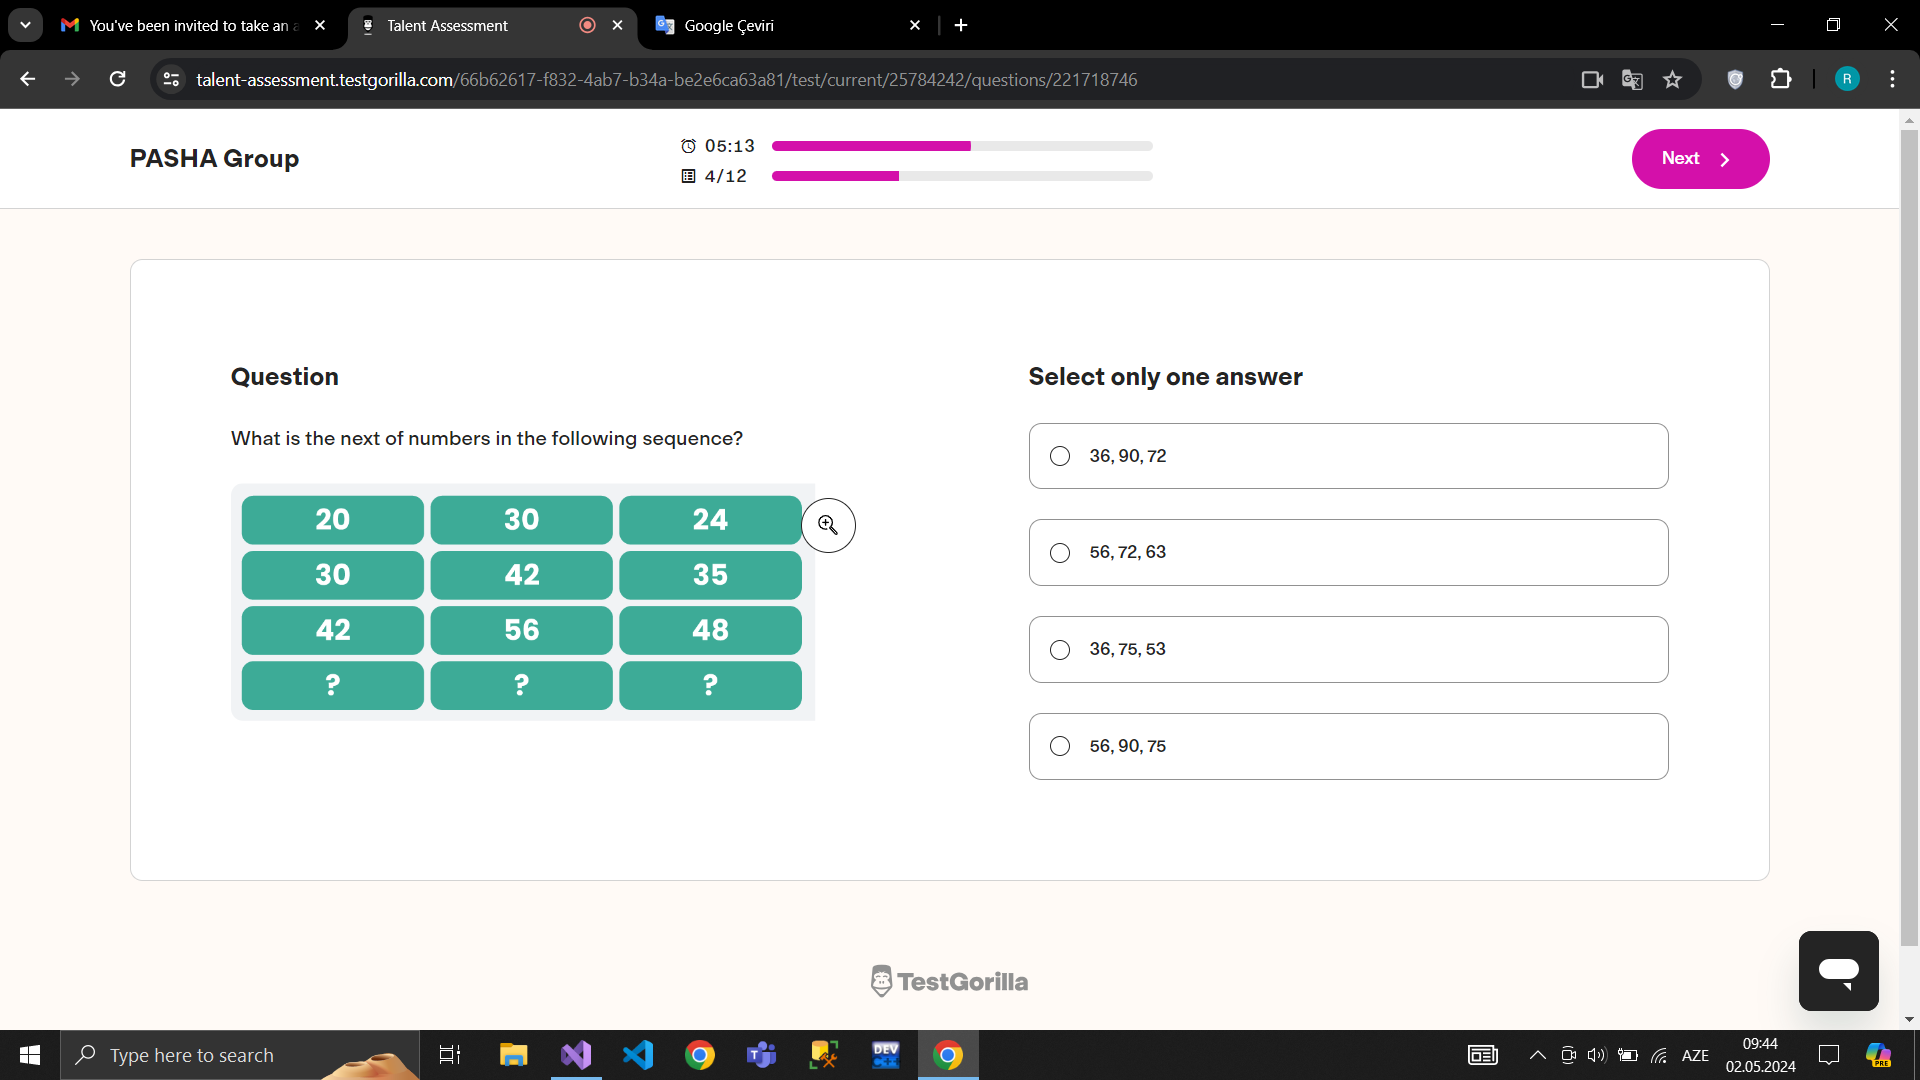 You've been invited to take an a
Talent Assessment
Google Çeviri
talent-assessment.testgorilla.com/66b62617-f832-4ab7-b34a-be2e6ca63a81/test/current/25784242/questions/221718746
R
PASHA Group
05:13
4/12
Next
Question
What is the next of numbers in the following sequence?
20 30 24
30 42 35
42 56 48
? ? ?
Select only one answer
36, 90, 72
56, 72, 63
36, 75, 53
56, 90, 75
TestGorilla
Type here to search
DEV
AZE
09:44
02.05.2024
PRE